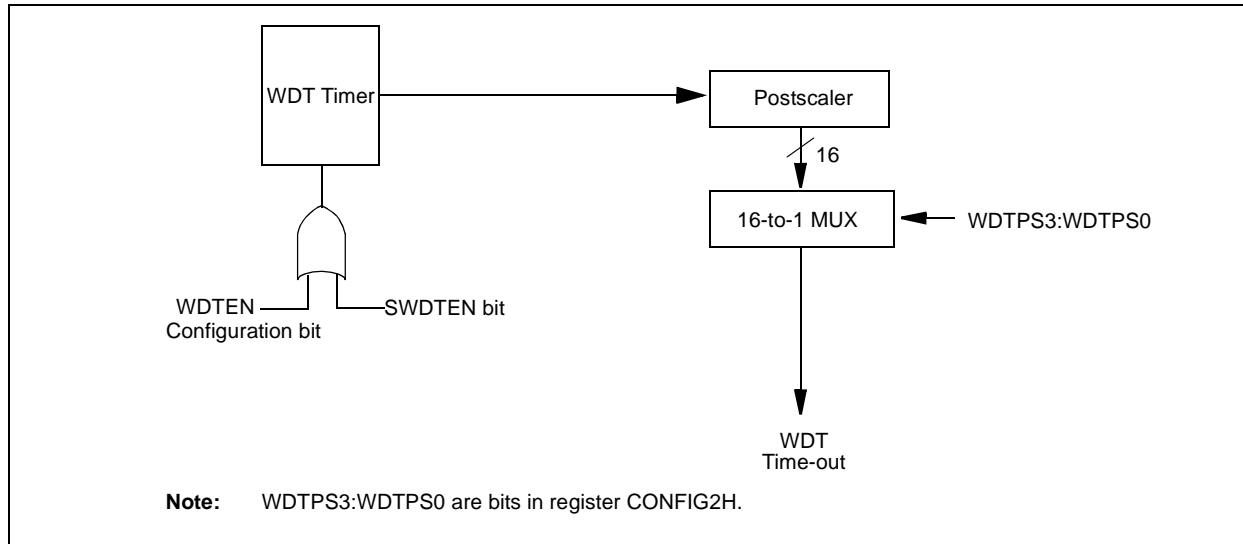 WDT Timer
Postscaler
16
16-to-1 MUX
WDTPS3:WDTPS0
WDTEN
Configuration bit
SWDTEN bit
WDT
Time-out
Note: WDTPS3:WDTPS0 are bits in register CONFIG2H.